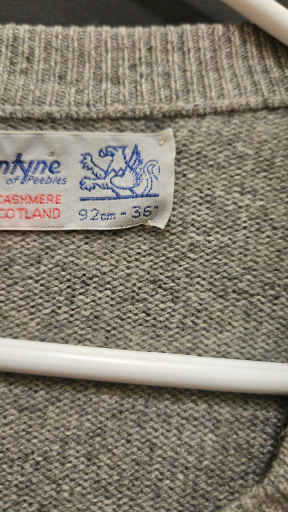 ntyne
of Peebles
CASHMERE
COTLAND
92cm - 36"